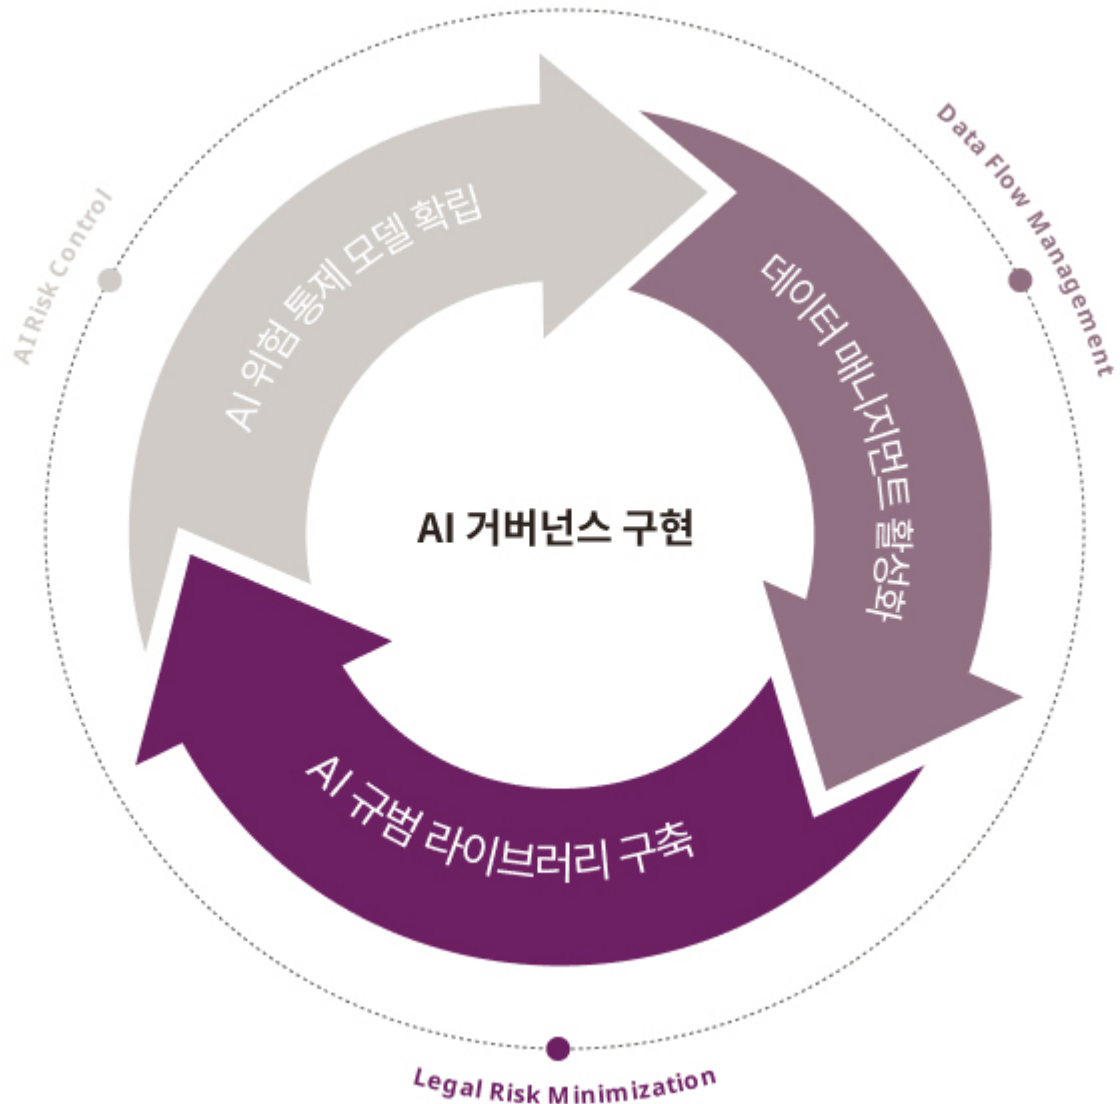 AI Risk Control
Data Flow Management
AI 위험 통제 모델 확립
데이터 매니지먼트 활성화
AI 거버넌스 구현
AI 규범 라이브러리 구축
Legal Risk Minimization